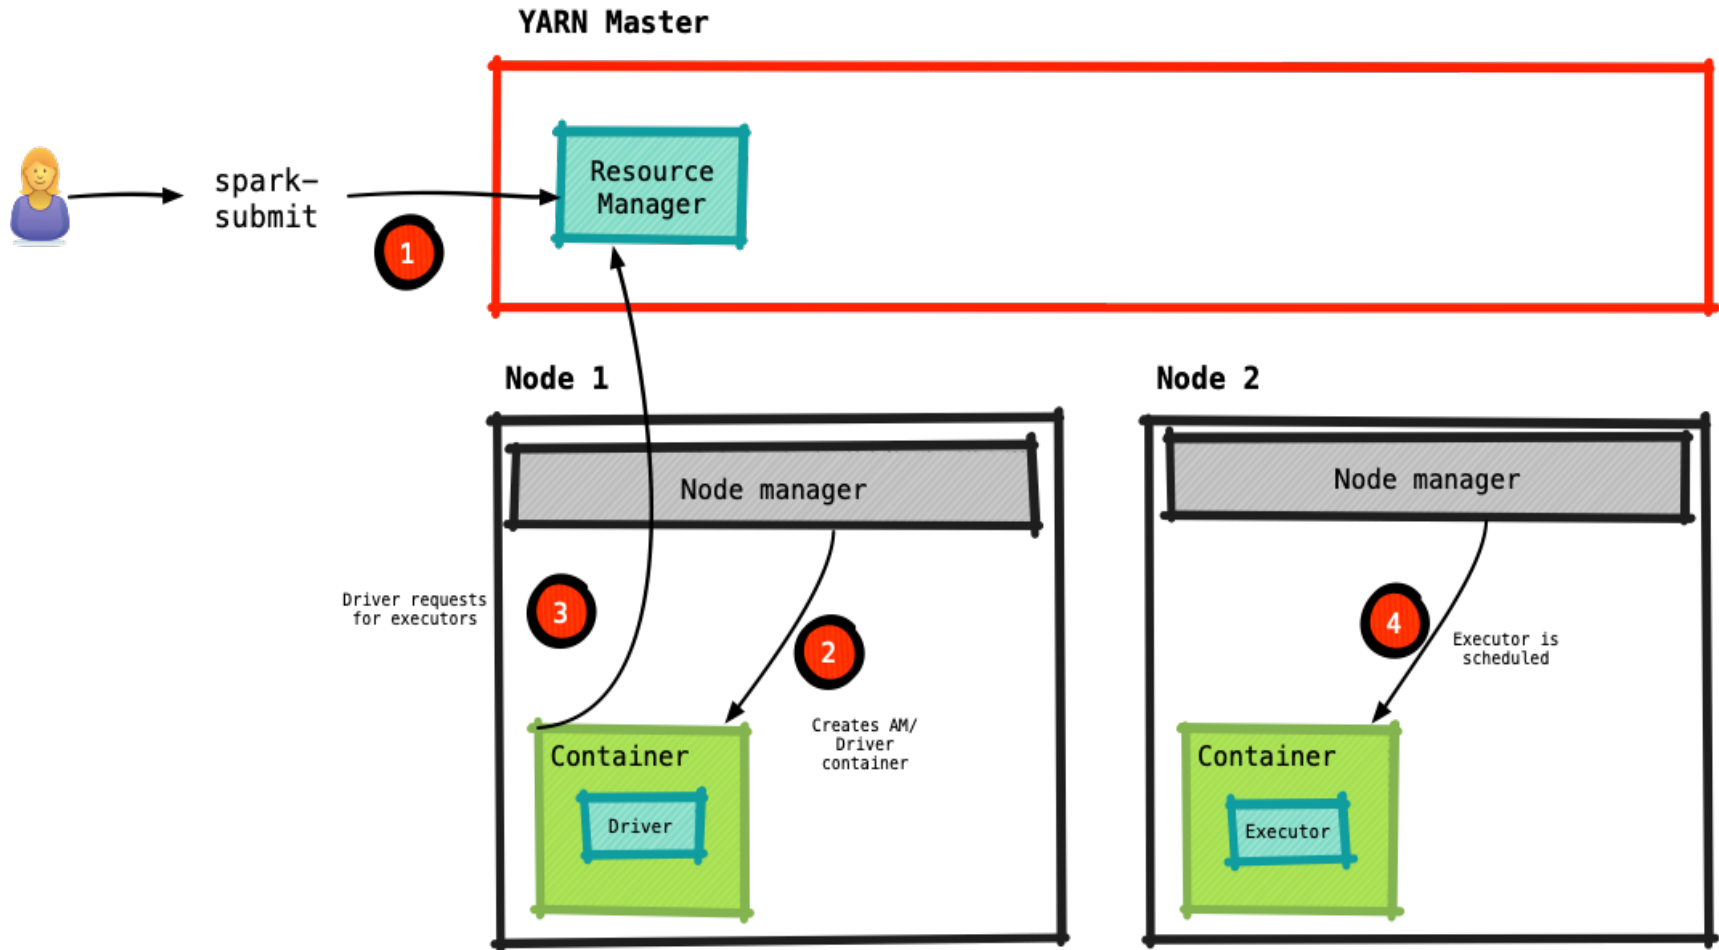 YARN Master
Resource
Manager
spark-
submit
1
Node 1
Node 2
Node manager
Node manager
Driver requests
for executors
3
2
4
Executor is
scheduled
Creates AM/
Driver
container
Container
Driver
Container
Executor